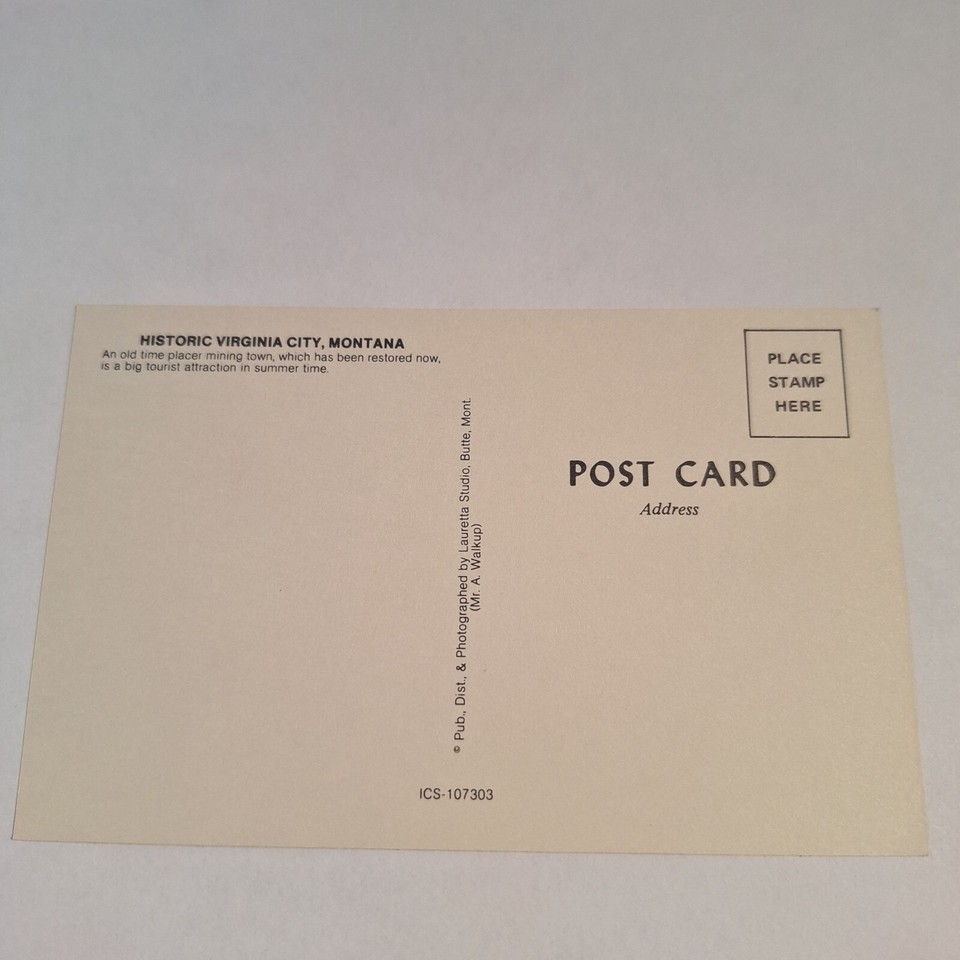 HISTORIC VIRGINIA CITY, MONTANA
An old time placer mining town, which has been restored now,
is a big tourist attraction in summer time.
© Pub., Dist., & Photographed by Lauretta Studio, Butte, Mont.
(Mr. A. Walkup)
ICS-107303
PLACE
STAMP
HERE
POST CARD
Address